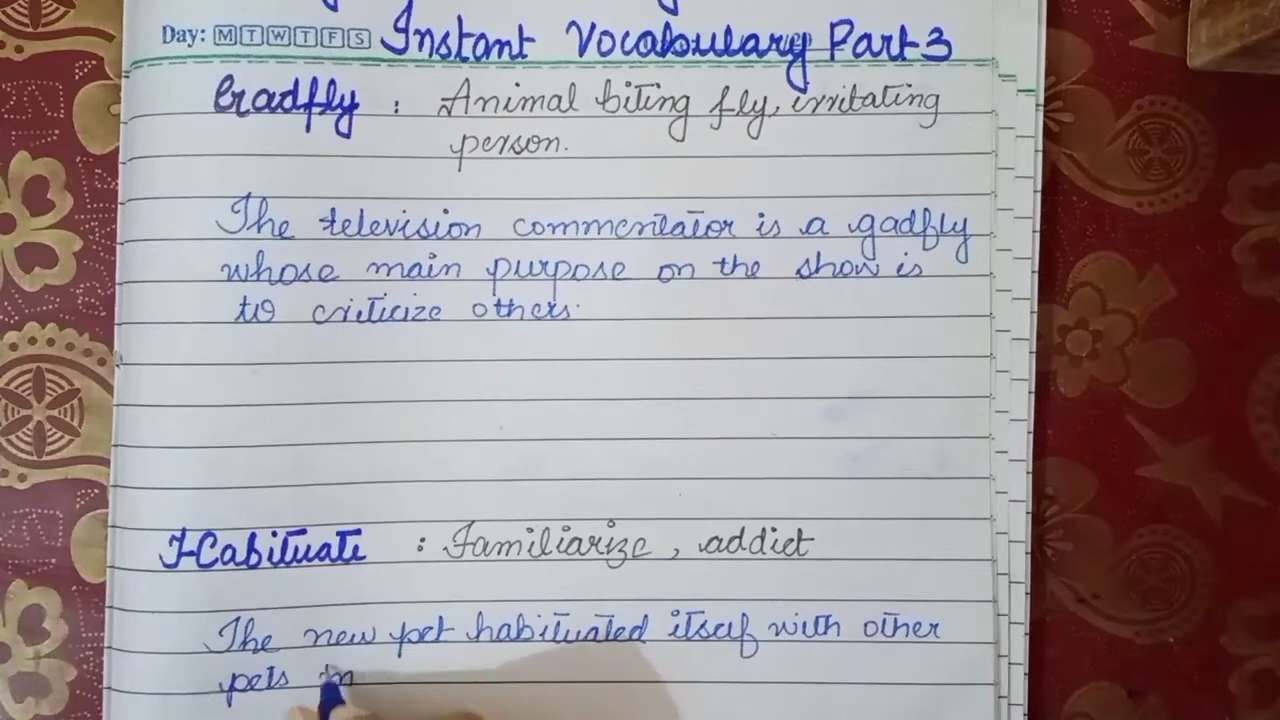 Day: M T W T F S Instant Vocabulary Part 3
Gadfly : Animal biting fly, irritating
person.
The television commentator is a gadfly
whose main purpose on the show is
to criticize others.
Habituate : Familiarize, addict
The new pet habituated itself with other
pets in